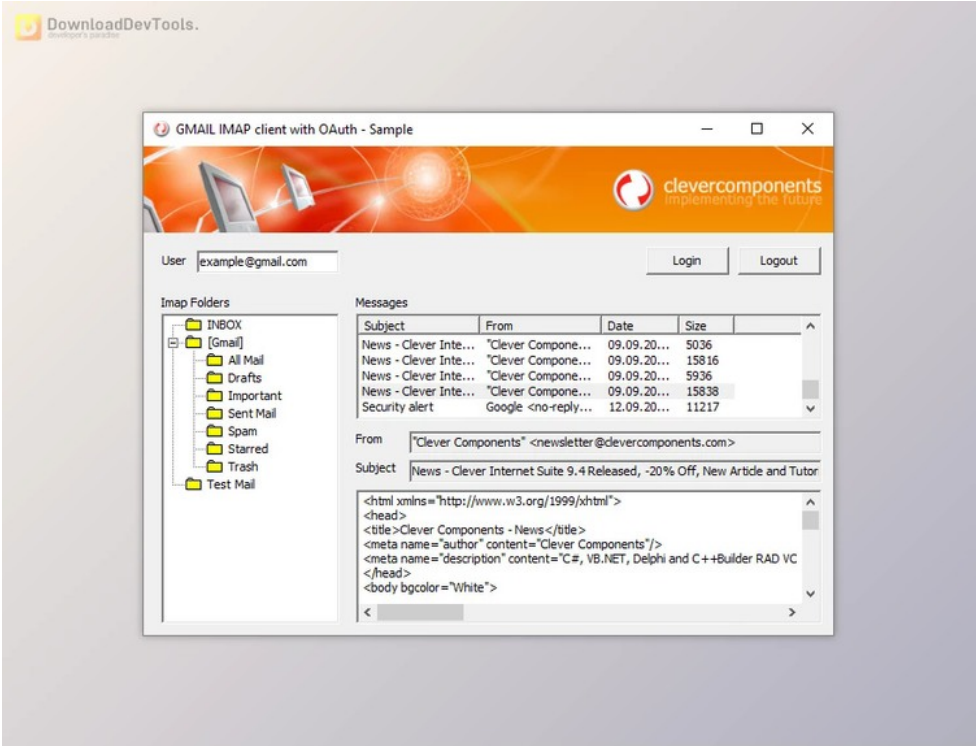 DownloadDevTools.
developer's paradise
GMAIL IMAP client with OAuth - Sample
clevercomponents
implementing the future
User example@gmail.com Login Logout
Imap Folders
INBOX
[Gmail]
All Mail
Drafts
Important
Sent Mail
Spam
Starred
Trash
Test Mail
Messages
Subject From Date Size
News - Clever Inte... "Clever Compone... 09.09.20... 5036
News - Clever Inte... "Clever Compone... 09.09.20... 15816
News - Clever Inte... "Clever Compone... 09.09.20... 5936
News - Clever Inte... "Clever Compone... 09.09.20... 15838
Security alert Google <no-reply... 12.09.20... 11217
From "Clever Components" <newsletter@clevercomponents.com>
Subject News - Clever Internet Suite 9.4 Released, -20% Off, New Article and Tutor
<html xmlns="http://www.w3.org/1999/xhtml">
<head>
<title>Clever Components - News</title>
<meta name="author" content="Clever Components"/>
<meta name="description" content="C#, VB.NET, Delphi and C++Builder RAD VC
</head>
<body bgcolor="White">